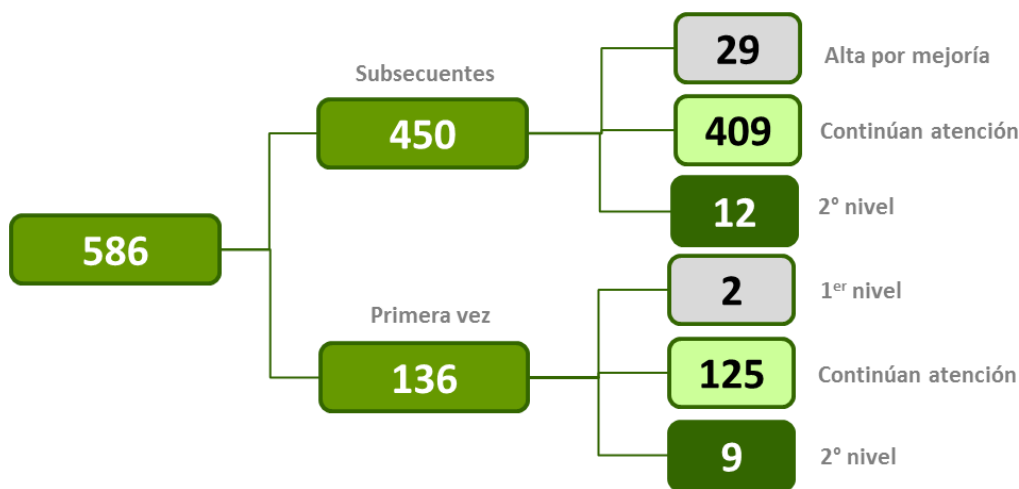 29
Alta por mejoría
Subsecuentes
450
409
Continúan atención
12
2° nivel
586
2
1er nivel
Primera vez
136
125
Continúan atención
9
2° nivel